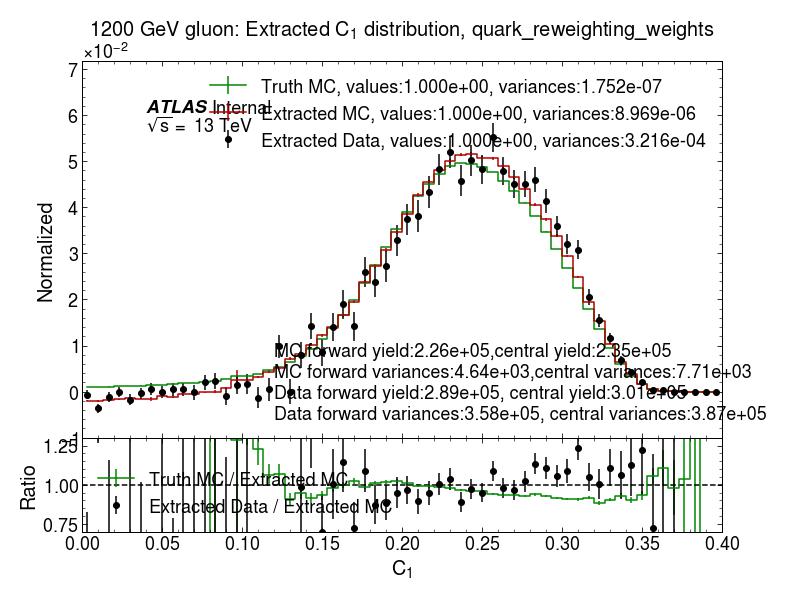 1200 GeV gluon: Extracted C₁ distribution, quark_reweighting_weights
×10⁻²
Truth MC, values:1.000e+00, variances:1.752e-07
ATLAS Internal
Extracted MC, values:1.000e+00, variances:8.969e-06
√s = 13 TeV
Extracted Data, values:1.000e+00, variances:3.216e-04
7
6
5
4
3
2
1
0
1
Normalized
MC forward yield:2.26e+05,central yield:2.35e+05
MC forward variances:4.64e+03,central variances:7.71e+03
Data forward yield:2.89e+05, central yield:3.01e+05
Data forward variances:3.58e+05, central variances:3.87e+05
1.25
1.00
0.75
Ratio
Truth MC / Extracted MC
Extracted Data / Extracted MC
0.00 0.05 0.10 0.15 0.20 0.25 0.30 0.35 0.40
C₁